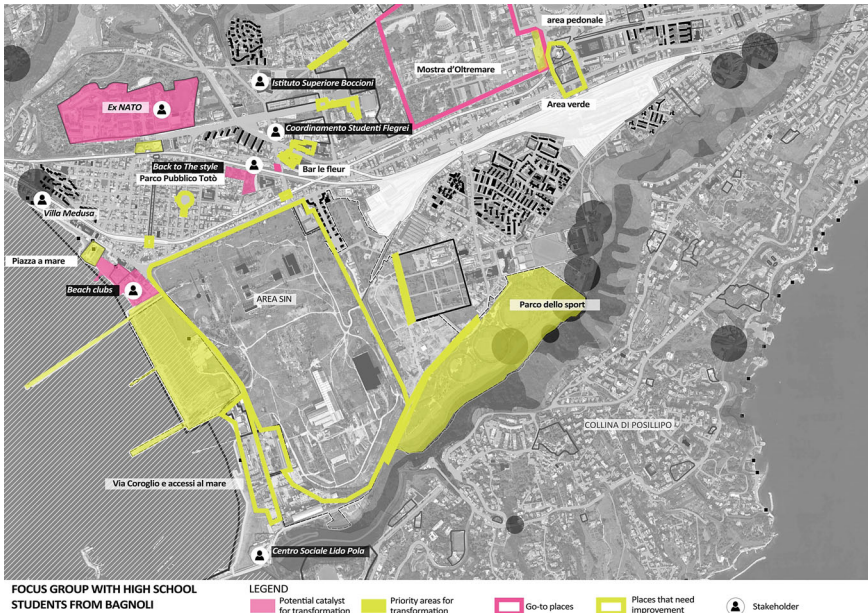 area pedonale
Mostra d'Oltremare
Istituto Superiore Boccioni
Ex NATO
Area verde
Coordinamento Studenti Flegrei
Back to The style
Bar le fleur
Parco Pubblico Totò
Villa Medusa
Piazza a mare
Beach clubs
AREA SIN
Parco dello sport
COLLINA DI POSILLIPO
Via Coroglio e accessi al mare
Centro Sociale Lido Pola
FOCUS GROUP WITH HIGH SCHOOL
STUDENTS FROM BAGNOLI
LEGEND
Potential catalyst
for transformation
Priority areas for
transformation
Go-to places
Places that need
improvement
Stakeholder